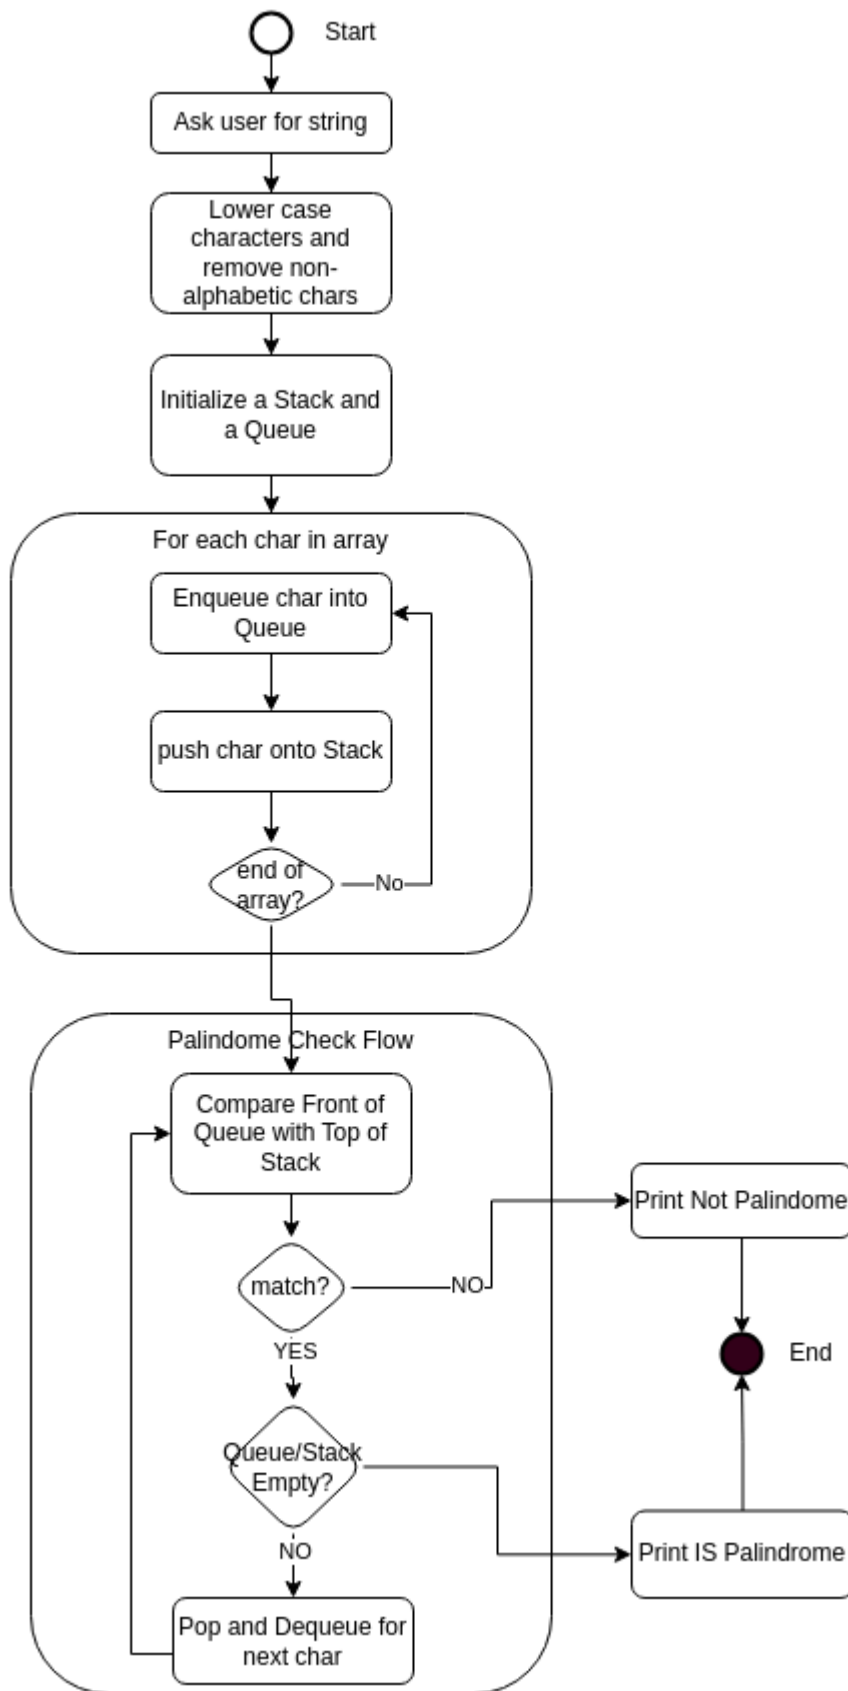 Start
Ask user for string
Lower case
characters and
remove non-
alphabetic chars
Initialize a Stack and
a Queue
For each char in array
Enqueue char into
Queue
push char onto Stack
end of
array?
No
Palindome Check Flow
Compare Front of
Queue with Top of
Stack
match?
NO
Print Not Palindome
End
YES
Queue/Stack
Empty?
Print IS Palindrome
NO
Pop and Dequeue for
next char